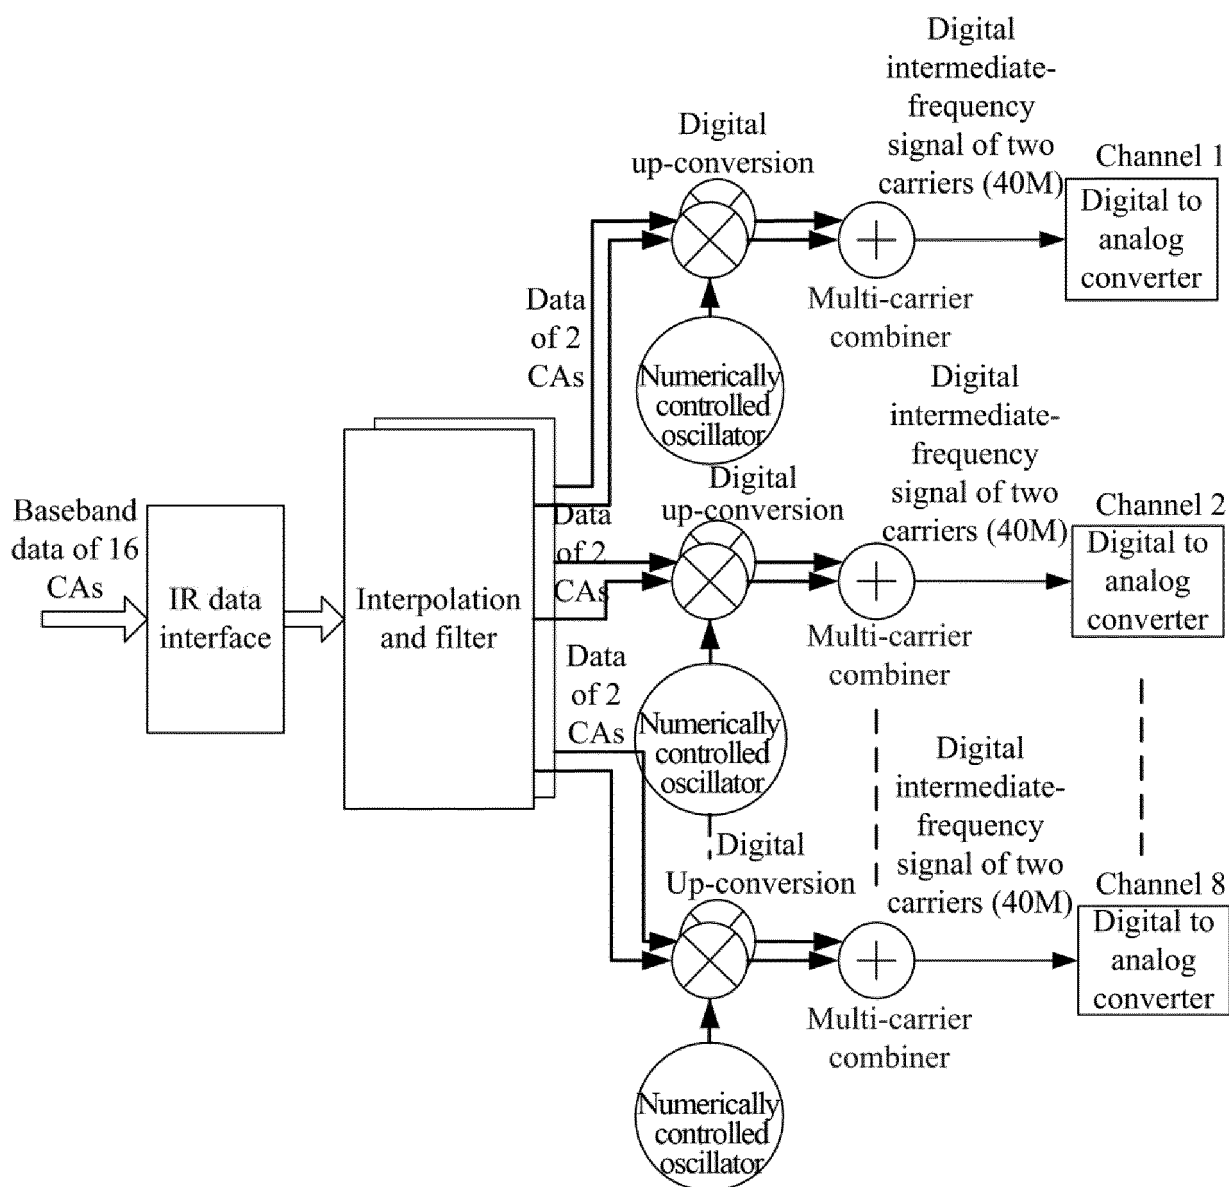 Digital
intermediate-
frequency
signal of two
carriers (40M)
Digital
up-conversion
Channel 1
Digital to
analog
converter
Data
of 2
CAs
Multi-carrier
combiner
Numerically
controlled
oscillator
Digital
intermediate-
frequency
signal of two
carriers (40M)
Digital
up-conversion
Channel 2
Digital to
analog
converter
Baseband
data of 16
CAs
IR data
interface
Interpolation
and filter
Data
of 2
CAs
Multi-carrier
combiner
Data
of 2
CAs
Numerically
controlled
oscillator
Digital
intermediate-
frequency
signal of two
carriers (40M)
Digital
Up-conversion
Channel 8
Digital to
analog
converter
Multi-carrier
combiner
Numerically
controlled
oscillator